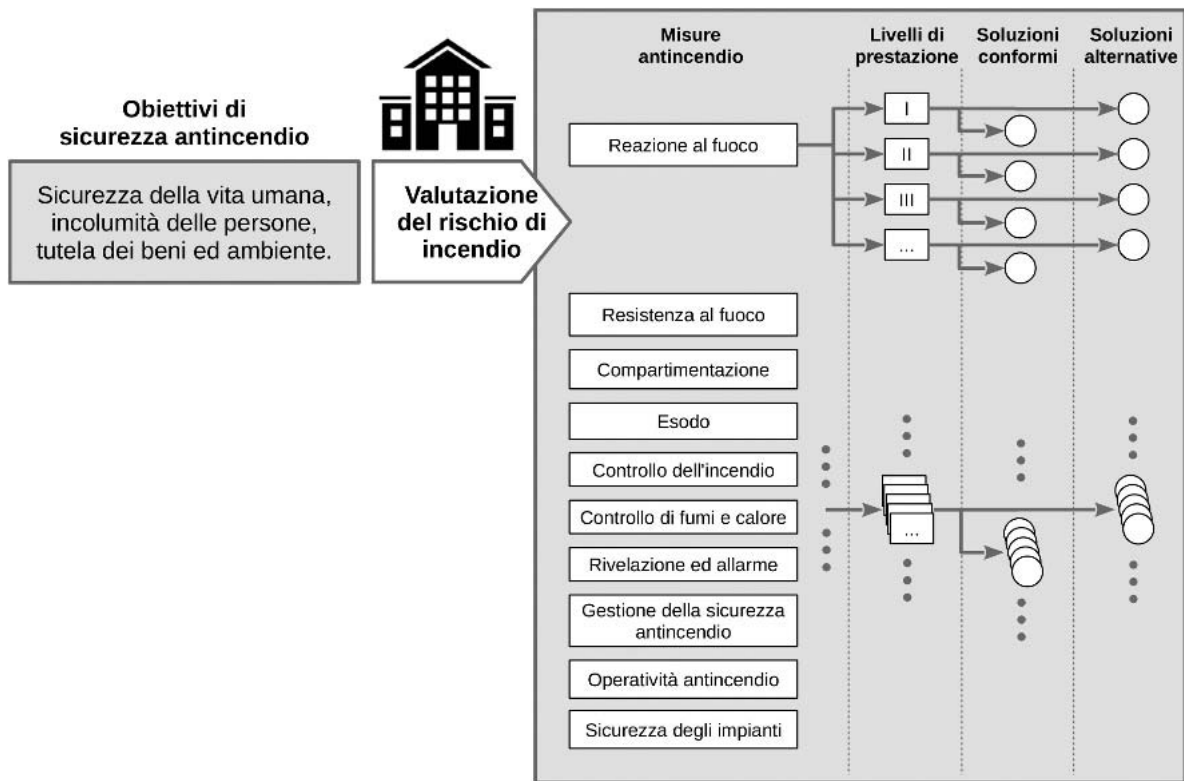 Obiettivi di
sicurezza antincendio
Sicurezza della vita umana,
incolumità delle persone,
tutela dei beni ed ambiente.
Valutazione
del rischio di
incendio
Misure
antincendio
Livelli di
prestazione
Soluzioni
conformi
Soluzioni
alternative
Reazione al fuoco
I
II
III
...
Resistenza al fuoco
Compartimentazione
Esodo
Controllo dell'incendio
Controllo di fumi e calore
...
Rivelazione ed allarme
Gestione della sicurezza
antincendio
Operatività antincendio
Sicurezza degli impianti